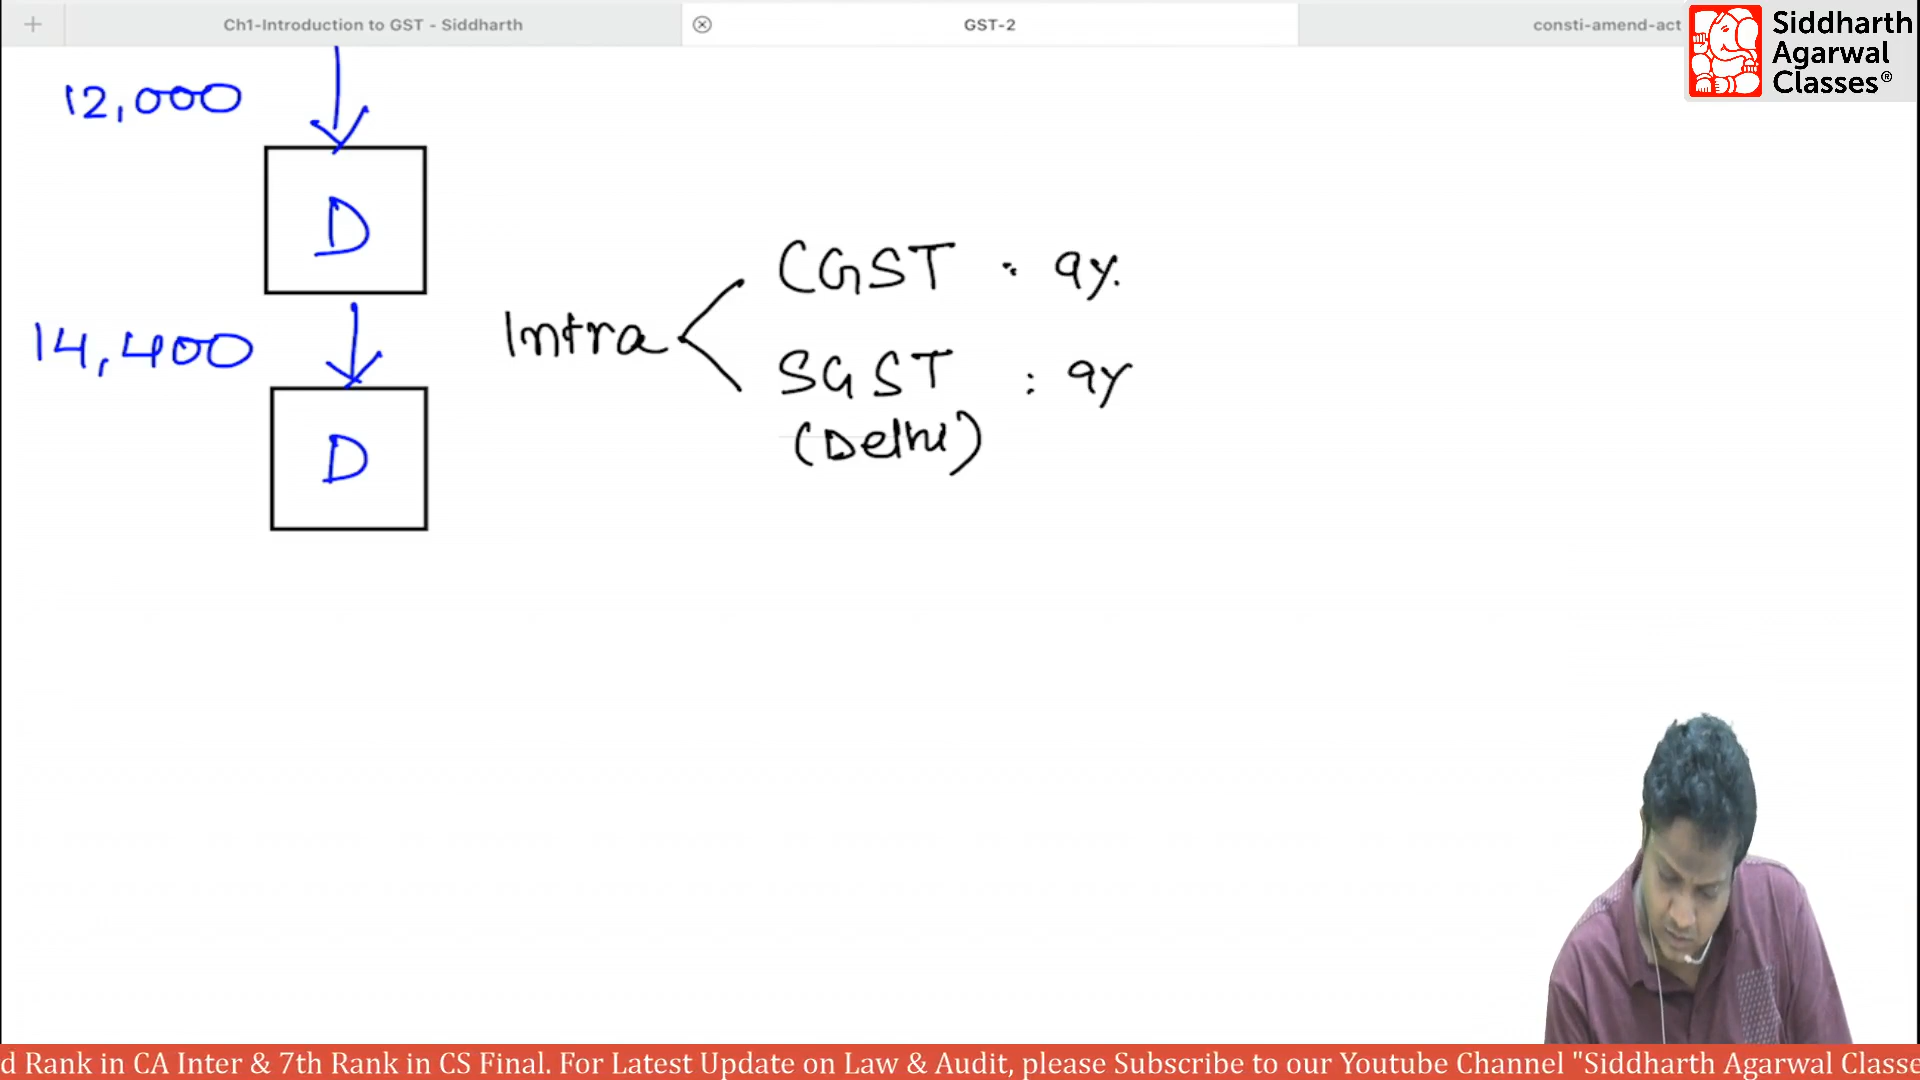 Ch1-Introduction to GST - Siddharth
GST-2
consti-amend-act
Siddharth
Agarwal
Classes®
12,000
D
14,400
D
Intra
CGST : 9%
SGST : 9%
(Delhi)
d Rank in CA Inter & 7th Rank in CS Final. For Latest Update on Law & Audit, please Subscribe to our Youtube Channel "Siddharth Agarwal Classe